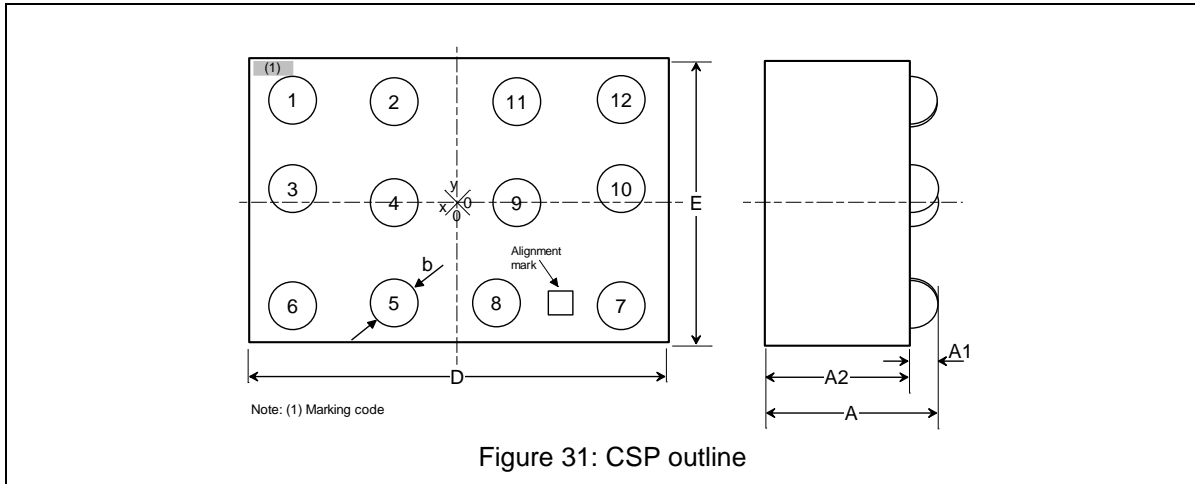 (1)
1 2 11 12
3 y 10
4 x 0 9 E
0
Alignment
mark
b
6 5 8 7
A1
D A2
A
Note: (1) Marking code
Figure 31: CSP outline